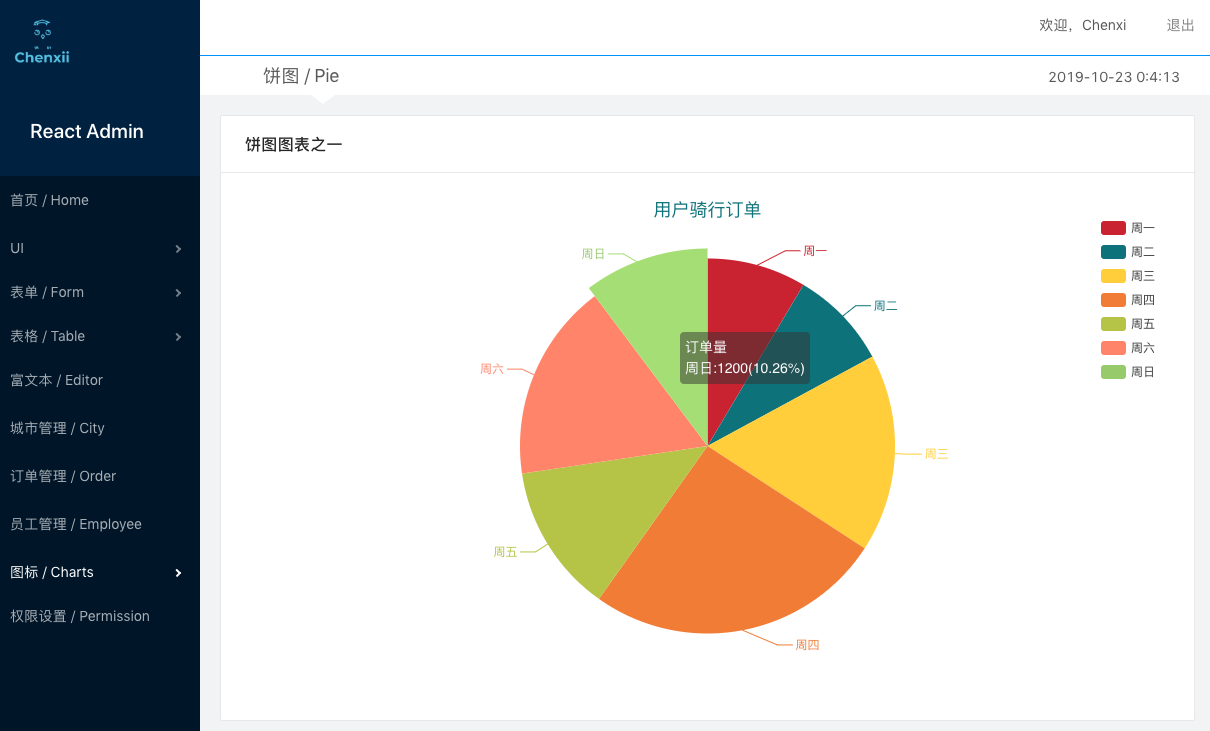 Chenxii
React Admin
首页 / Home
UI
表单 / Form
表格 / Table
富文本 / Editor
城市管理 / City
订单管理 / Order
员工管理 / Employee
图标 / Charts
权限设置 / Permission
欢迎，Chenxi 退出
饼图 / Pie 2019-10-23 0:4:13
饼图图表之一
用户骑行订单
周一
周二
周三
周四
周五
周六
周日
订单量
周日:1200(10.26%)
周一
周二
周三
周四
周五
周六
周日